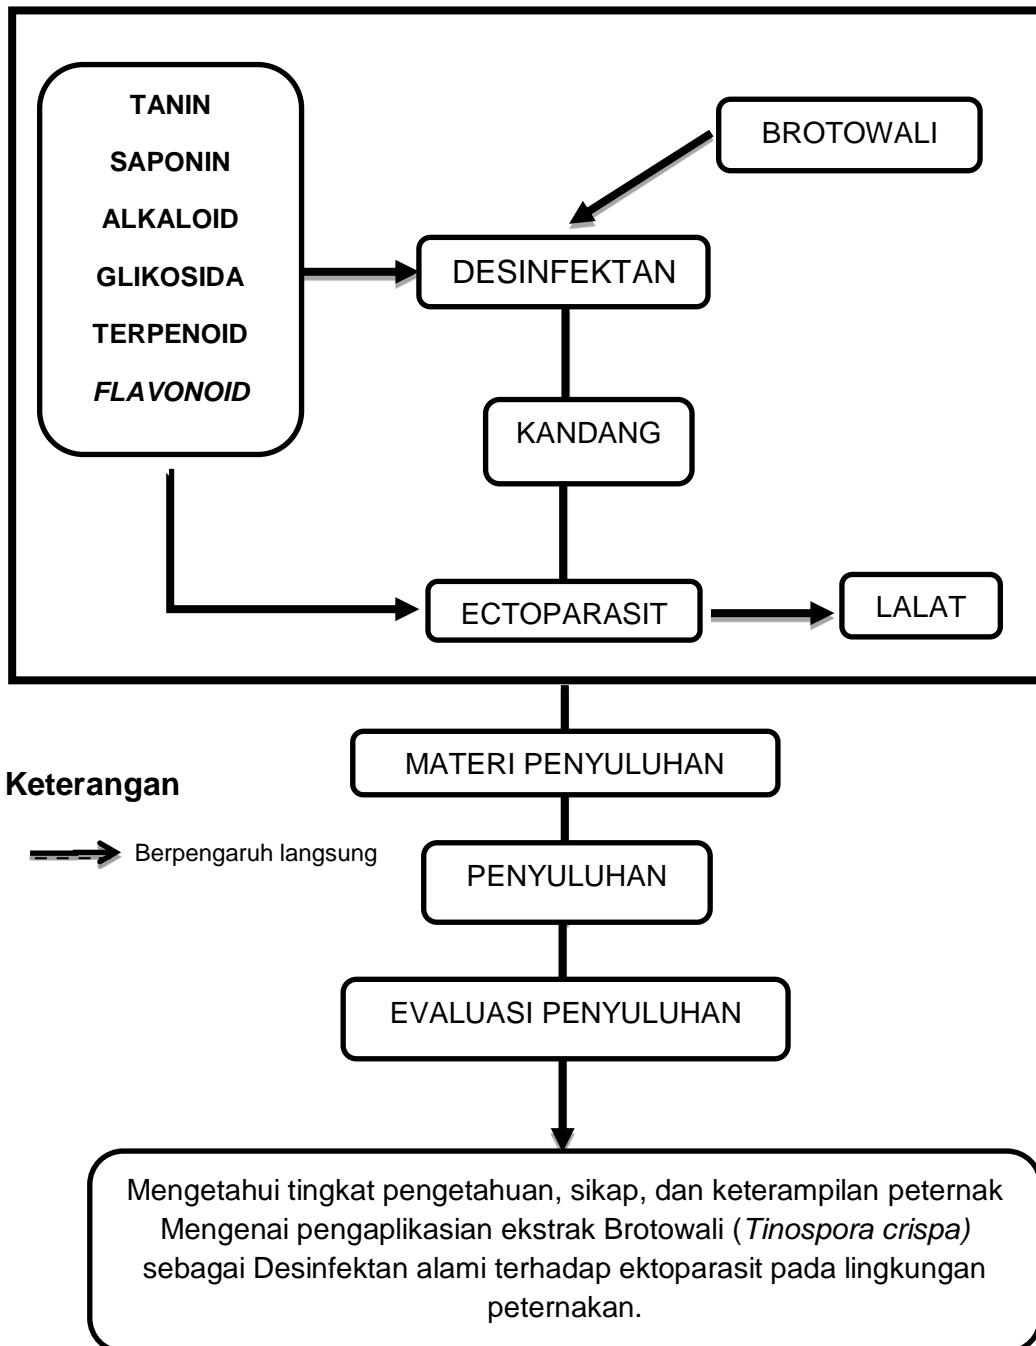 TANIN
SAPONIN
ALKALOID
GLIKOSIDA
TERPENOID
FLAVONOID
BROTOWALI
DESINFEKTAN
KANDANG
ECTOPARASIT
LALAT
MATERI PENYULUHAN
Keterangan
Berpengaruh langsung
PENYULUHAN
EVALUASI PENYULUHAN
Mengetahui tingkat pengetahuan, sikap, dan keterampilan peternak
Mengenai pengaplikasian ekstrak Brotowali (Tinospora crispa)
sebagai Desinfektan alami terhadap ektoparasit pada lingkungan
peternakan.